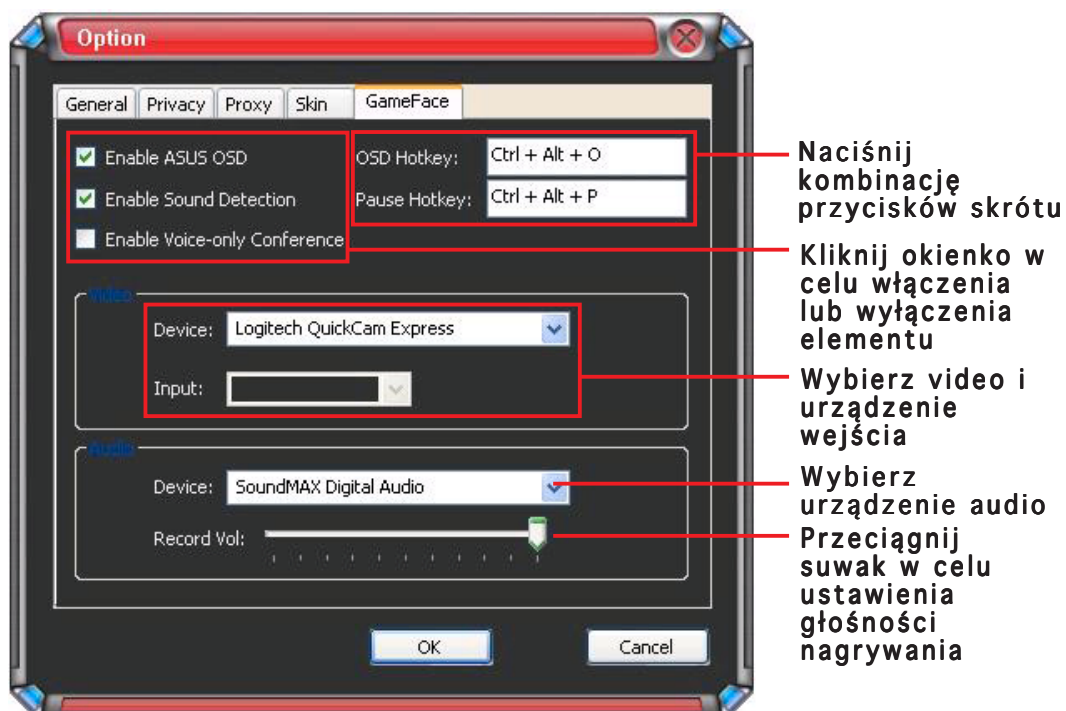 Option
General Privacy Proxy Skin GameFace
Enable ASUS OSD
Enable Sound Detection
Enable Voice-only Conference
OSD Hotkey: Ctrl + Alt + O
Pause Hotkey: Ctrl + Alt + P
Video
Device: Logitech QuickCam Express
Input:
Audio
Device: SoundMAX Digital Audio
Record Vol:
OK Cancel
Naciśnij
kombinację
przycisków skrótu
Kliknij okienko w
celu włączenia
lub wyłączenia
elementu
Wybierz video i
urządzenie
wejścia
Wybierz
urządzenie audio
Przeciągnij
suwak w celu
ustawienia
głośności
nagrywania